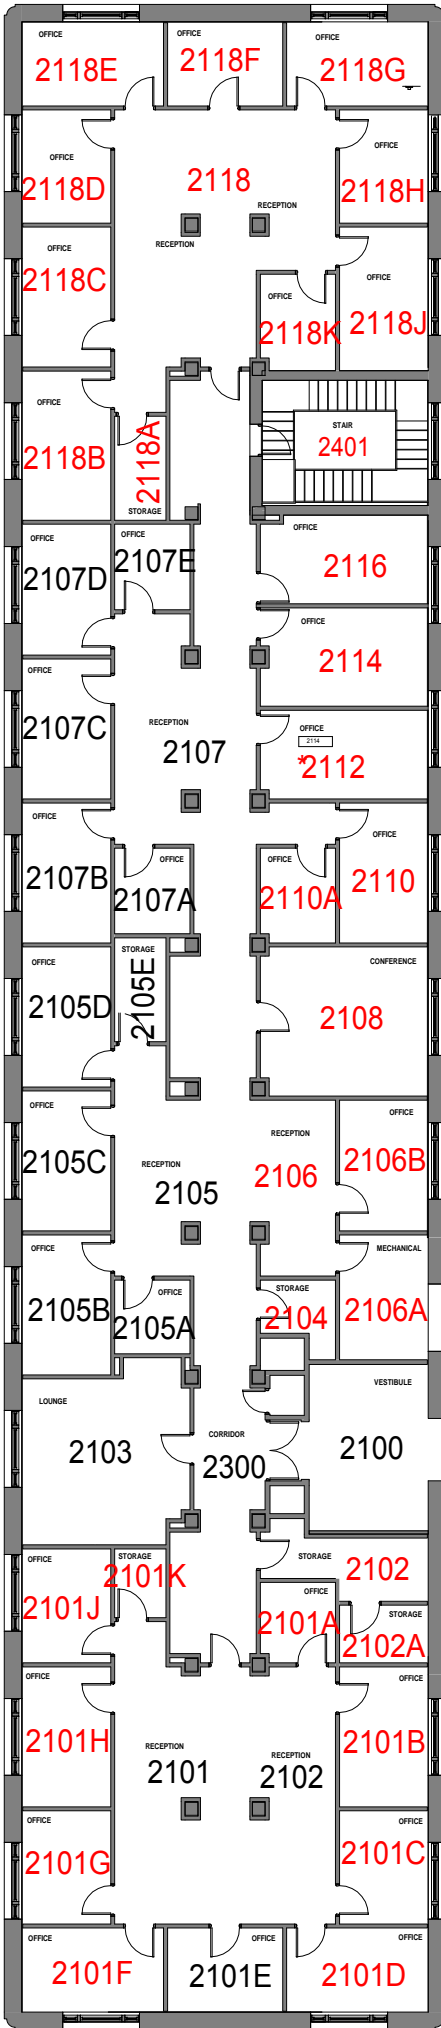 OFFICE
2118E
OFFICE
2118F
OFFICE
2118G
OFFICE
2118D
2118
RECEPTION
RECEPTION
OFFICE
2118H
OFFICE
2118C
OFFICE
2118K
OFFICE
2118J
OFFICE
2118B
2118A
STORAGE
STAIR
2401
OFFICE
2107D
OFFICE
2107E
OFFICE
2116
OFFICE
2107C
RECEPTION
2107
OFFICE
2114
OFFICE
2114
*2112
OFFICE
2107B
OFFICE
2107A
OFFICE
2110A
OFFICE
2110
OFFICE
2105D
STORAGE
2105E
CONFERENCE
2108
OFFICE
2105C
RECEPTION
2105
RECEPTION
2106
OFFICE
2106B
OFFICE
2105B
OFFICE
2105A
STORAGE
2104
MECHANICAL
2106A
LOUNGE
2103
CORRIDOR
2300
VESTIBULE
2100
OFFICE
2101J
STORAGE
2101K
STORAGE
2102
OFFICE
2101A
STORAGE
2102A
OFFICE
2101H
RECEPTION
2101
RECEPTION
2102
OFFICE
2101B
OFFICE
2101G
OFFICE
2101C
OFFICE
2101F
OFFICE
2101E
OFFICE
2101D